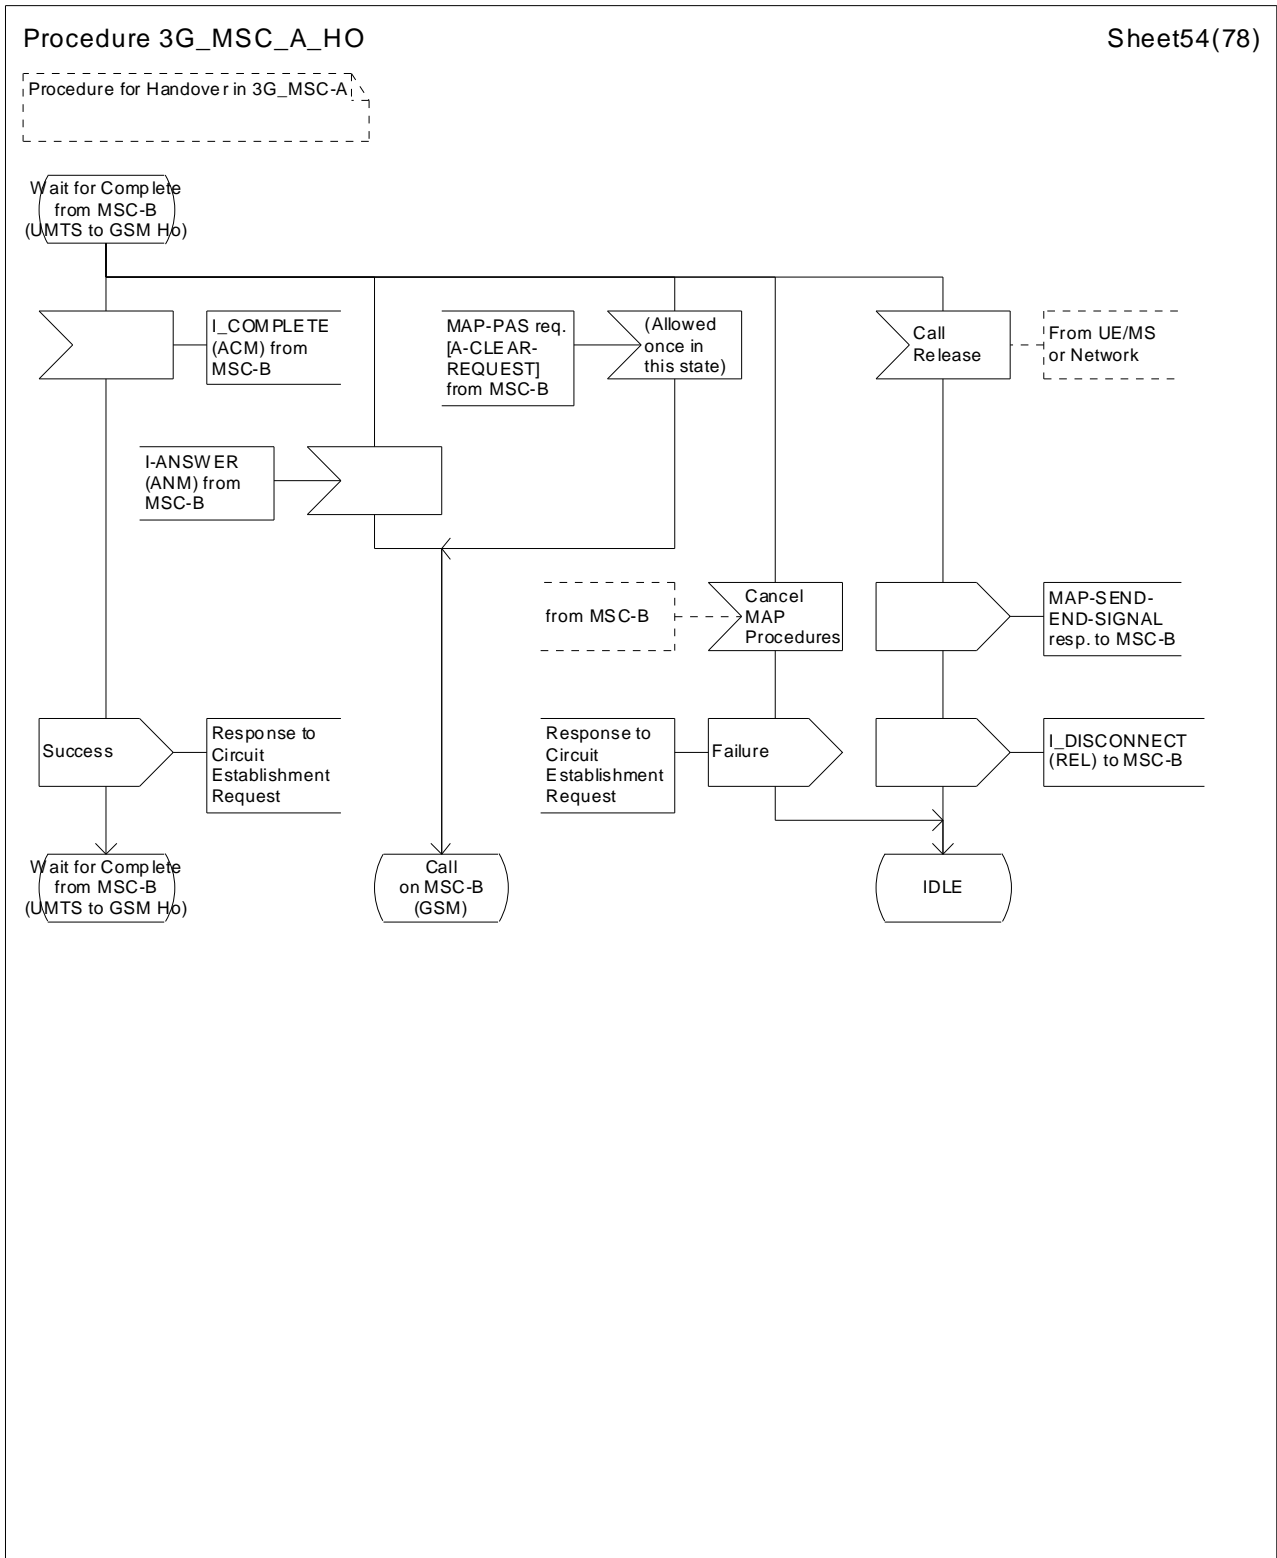 Procedure 3G_MSC_A_HO
Sheet54(78)
Procedure for Handover in 3G_MSC-A
Wait for Complete
from MSC-B
(UMTS to GSM Ho)
I_COMPLETE
(ACM) from
MSC-B
MAP-PAS req.
[A-CLEAR-
REQUEST]
from MSC-B
(Allowed
once in
this state)
Call
Release
From UE/MS
or Network
I-ANSWER
(ANM) from
MSC-B
from MSC-B
Cancel
MAP
Procedures
MAP-SEND-
END-SIGNAL
resp. to MSC-B
Success
Response to
Circuit
Establishment
Request
Response to
Circuit
Establishment
Request
Failure
I_DISCONNECT
(REL) to MSC-B
Wait for Complete
from MSC-B
(UMTS to GSM Ho)
Call
on MSC-B
(GSM)
IDLE